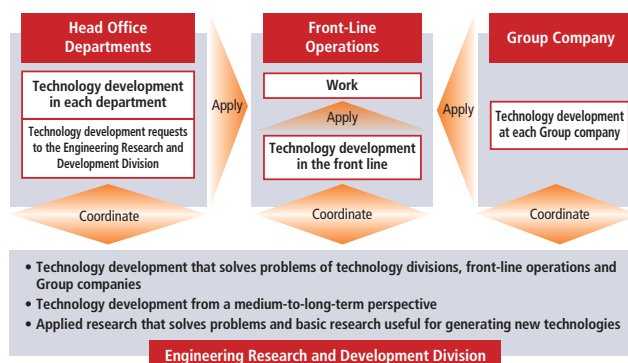 Head Office
Departments
Technology development
in each department
Technology development requests
to the Engineering Research and
Development Division
Coordinate
Apply
Front-Line
Operations
Work
Apply
Technology development
in the front line
Coordinate
Apply
Group Company
Technology development
at each Group company
Coordinate
• Technology development that solves problems of technology divisions, front-line operations and
Group companies
• Technology development from a medium-to-long-term perspective
• Applied research that solves problems and basic research useful for generating new technologies
Engineering Research and Development Division